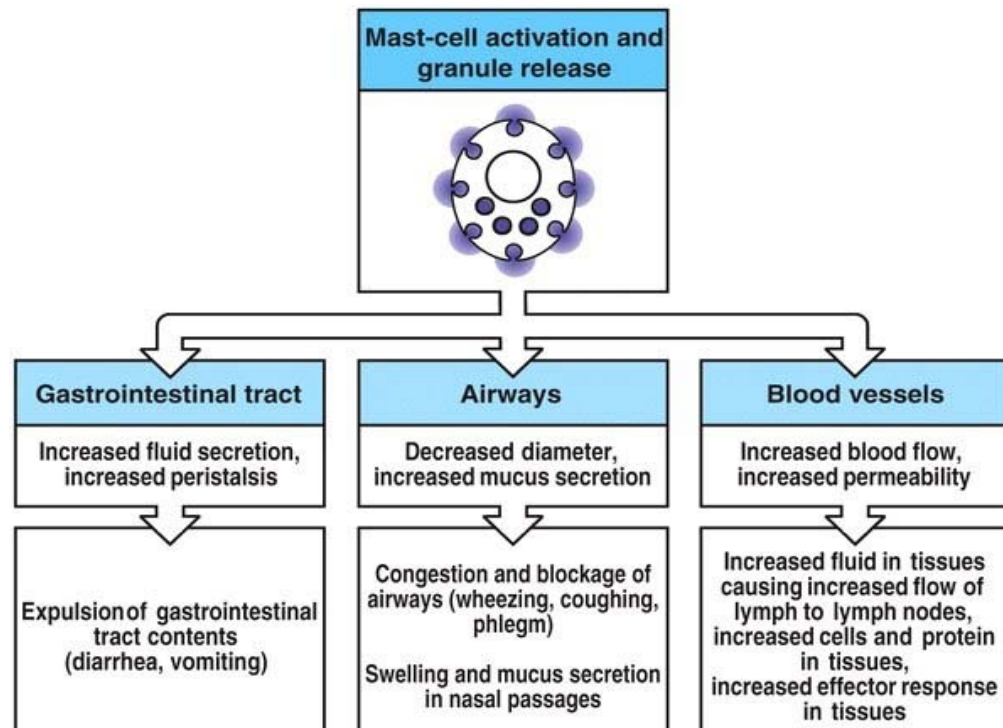 Mast-cell activation and
granule release
Gastrointestinal tract
Increased fluid secretion,
increased peristalsis
Expulsion of gastrointestinal
tract contents
(diarrhea, vomiting)
Airways
Decreased diameter,
increased mucus secretion
Congestion and blockage of
airways (wheezing, coughing,
phlegm)
Swelling and mucus secretion
in nasal passages
Blood vessels
Increased blood flow,
increased permeability
Increased fluid in tissues
causing increased flow of
lymph to lymph nodes,
increased cells and protein
in tissues,
increased effector response
in tissues